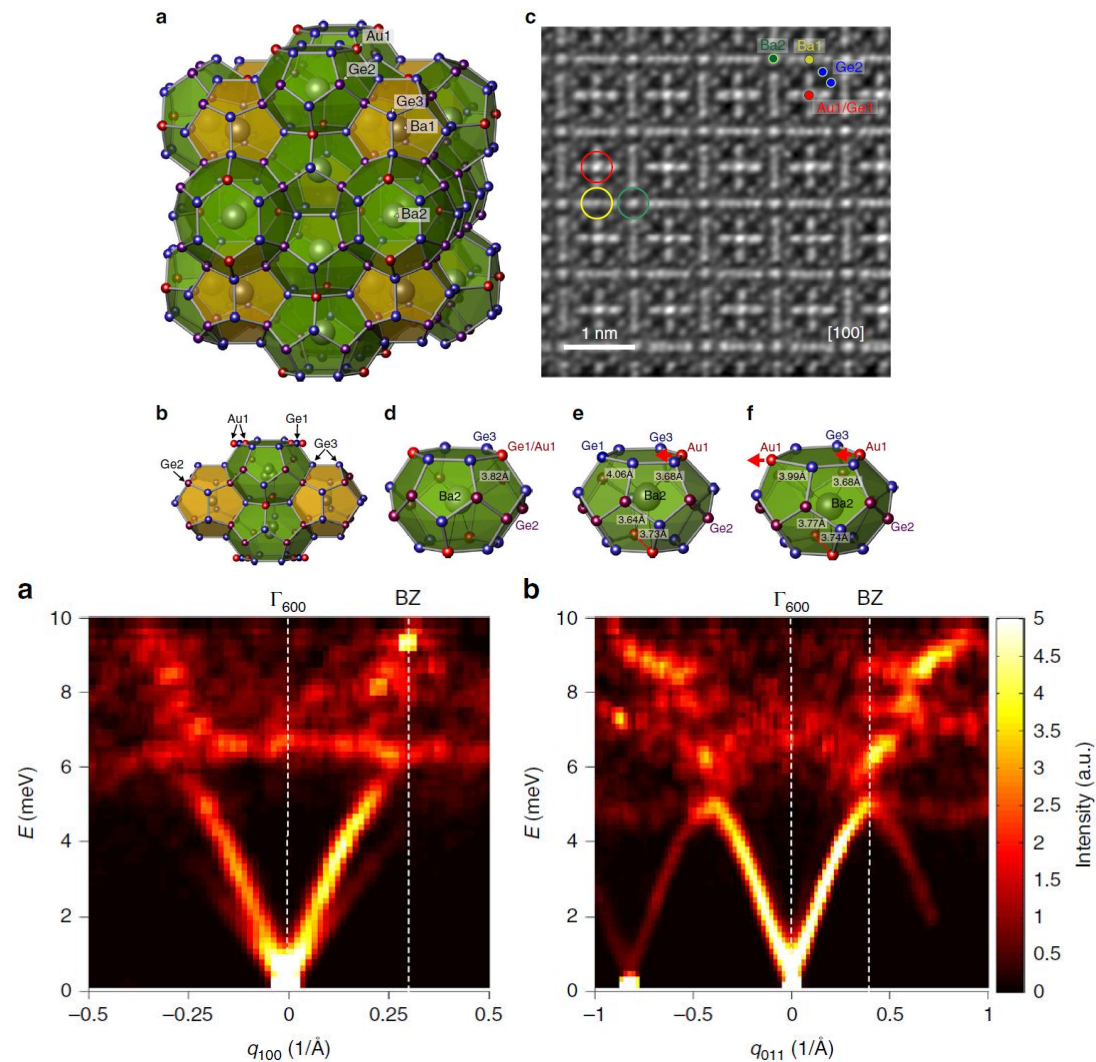 a
Au1
Ge2
Ge3
Ba1
Ba2
c
Ba2 Ba1
Ge2
Au1/Ge1
1 nm
[100]
b
Au1
Ge1
Ge3
Ge2
d
Ge3
Ge1/Au1
3.82Å
Ba2
Ge2
e
Ge3
Ge1
Au1
4.06Å
3.68Å
Ba2
3.64Å
3.73Å
Ge2
f
Ge3
Au1
Au1
3.99Å
3.68Å
Ba2
3.77Å
3.74Å
Ge2
a
Γ600
BZ
10
8
6
4
2
0
E (meV)
−0.5
−0.25
0
0.25
0.5
q100 (1/Å)
b
Γ600
BZ
10
8
6
4
2
0
E (meV)
−1
−0.5
0
0.5
1
q011 (1/Å)
5
4.5
4
3.5
3
2.5
2
1.5
1
0.5
0
Intensity (a.u.)